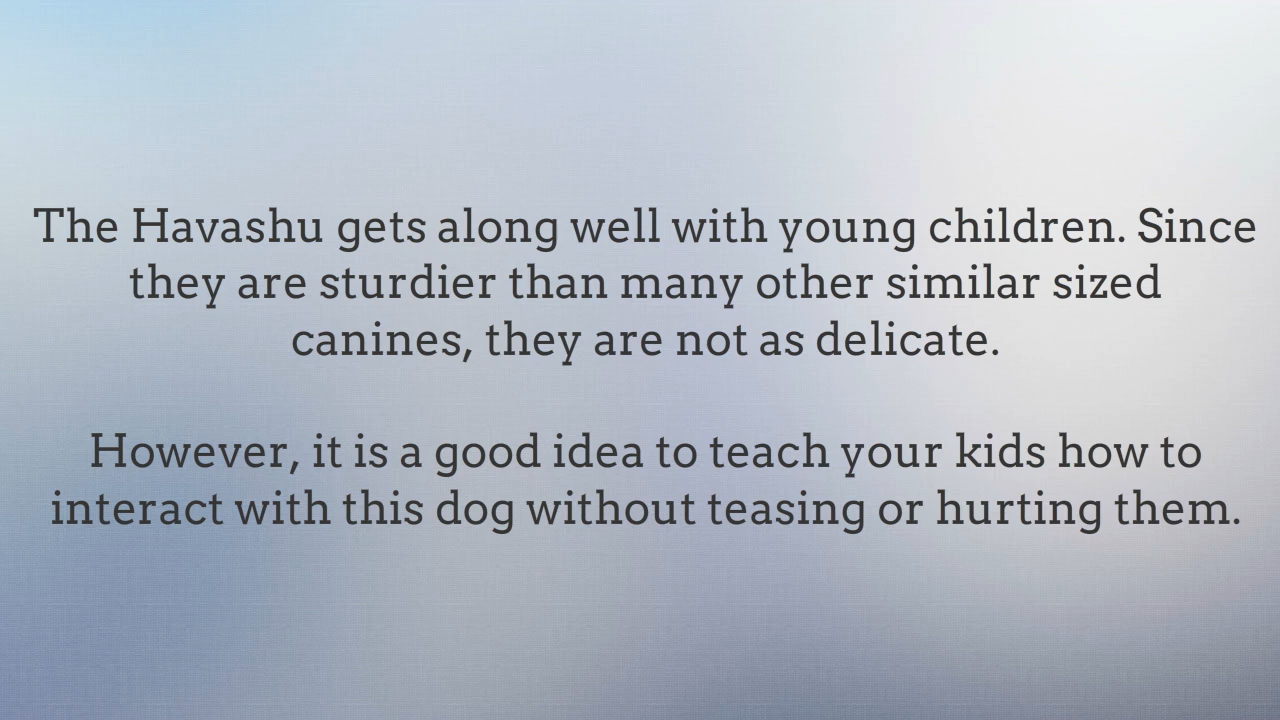 The Havashu gets along well with young children. Since
they are sturdier than many other similar sized
canines, they are not as delicate.
However, it is a good idea to teach your kids how to
interact with this dog without teasing or hurting them.